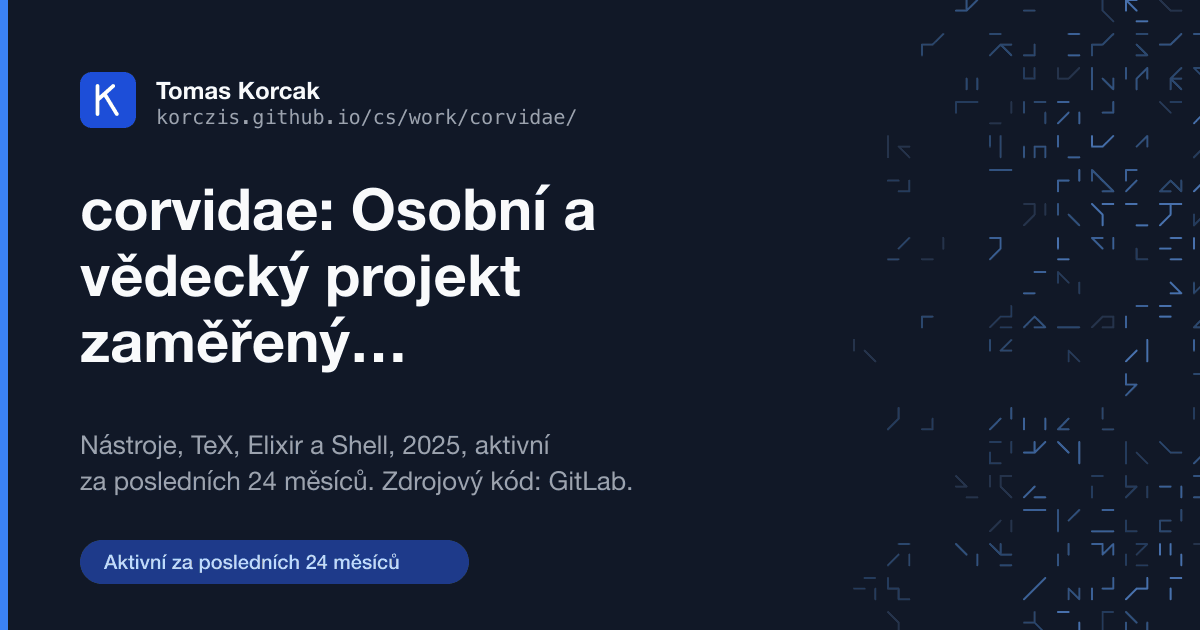 K
Tomas Korcak
korczis.github.io/cs/work/corvidae/
corvidae: Osobní a
vědecký projekt
zaměřený…
Nástroje, TeX, Elixir a Shell, 2025, aktivní
za posledních 24 měsíců. Zdrojový kód: GitLab.
Aktivní za posledních 24 měsíců